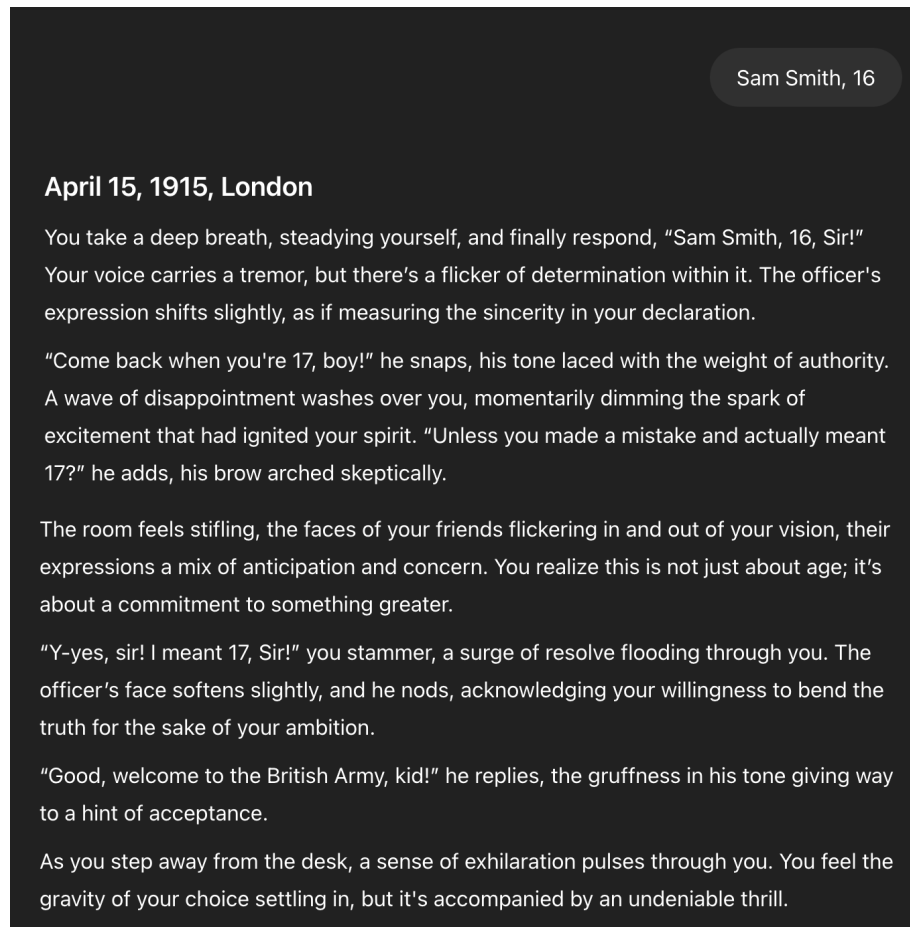 Sam Smith, 16
April 15, 1915, London
You take a deep breath, steadying yourself, and finally respond, “Sam Smith, 16, Sir!”
Your voice carries a tremor, but there’s a flicker of determination within it. The officer's
expression shifts slightly, as if measuring the sincerity in your declaration.
“Come back when you're 17, boy!” he snaps, his tone laced with the weight of authority.
A wave of disappointment washes over you, momentarily dimming the spark of
excitement that had ignited your spirit. “Unless you made a mistake and actually meant
17?” he adds, his brow arched skeptically.
The room feels stifling, the faces of your friends flickering in and out of your vision, their
expressions a mix of anticipation and concern. You realize this is not just about age; it’s
about a commitment to something greater.
“Y-yes, sir! I meant 17, Sir!” you stammer, a surge of resolve flooding through you. The
officer’s face softens slightly, and he nods, acknowledging your willingness to bend the
truth for the sake of your ambition.
“Good, welcome to the British Army, kid!” he replies, the gruffness in his tone giving way
to a hint of acceptance.
As you step away from the desk, a sense of exhilaration pulses through you. You feel the
gravity of your choice settling in, but it's accompanied by an undeniable thrill.